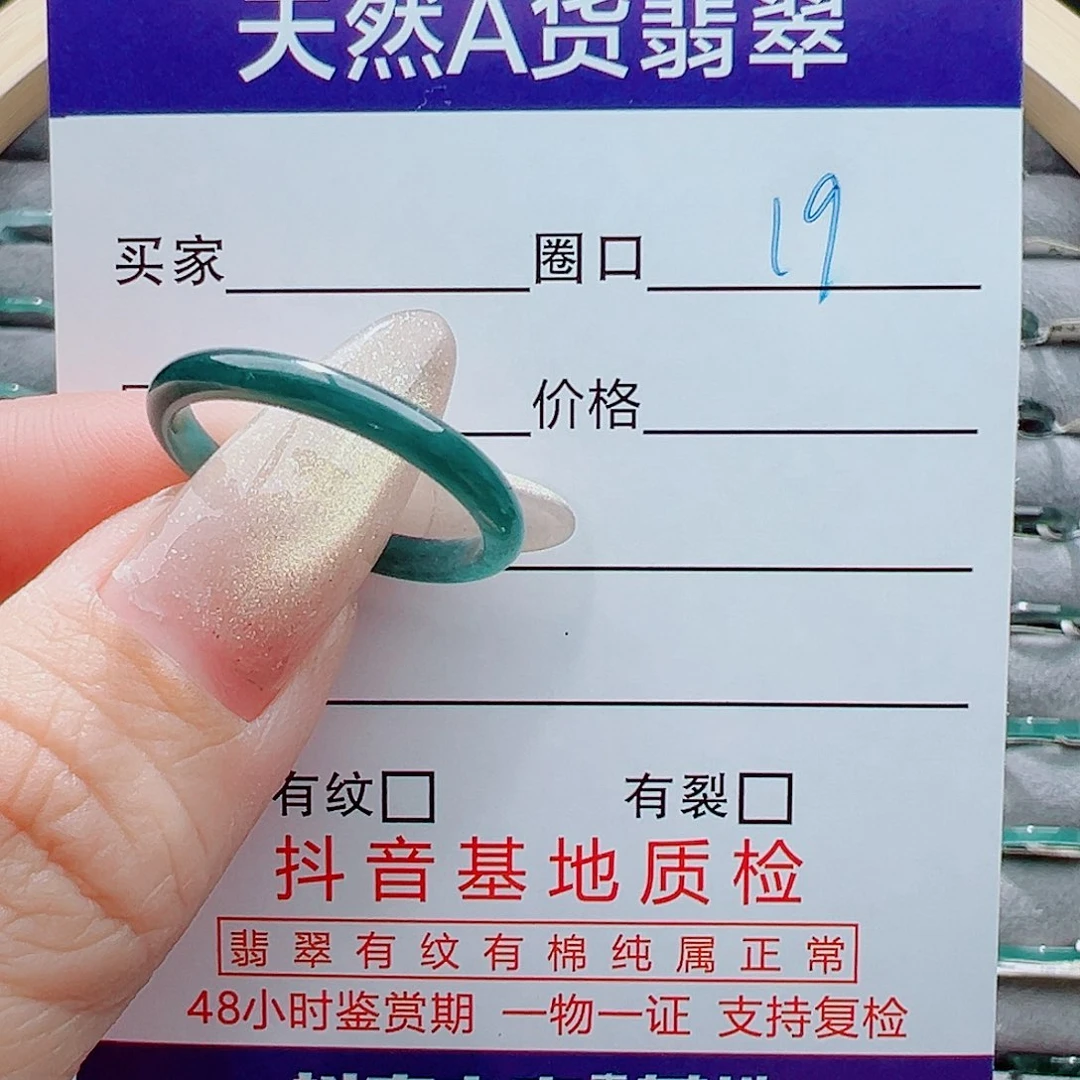 天然A货翡翠
买家 圈口 19
价格
有纹 有裂
抖音基地质检
翡翠有纹有棉纯属正常
48小时鉴赏期 一物一证 支持复检